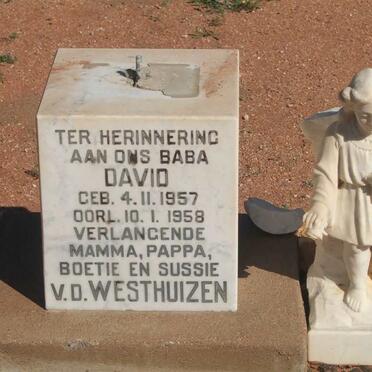 TER HERINNERING
AAN ONS BABA
DAVID
GEB. 4. 11. 1957
OORL. 10. 1. 1958
VERLANGENDE
MAMMA, PAPPA,
BOETIE EN SUSSIE
V.D. WESTHUIZEN